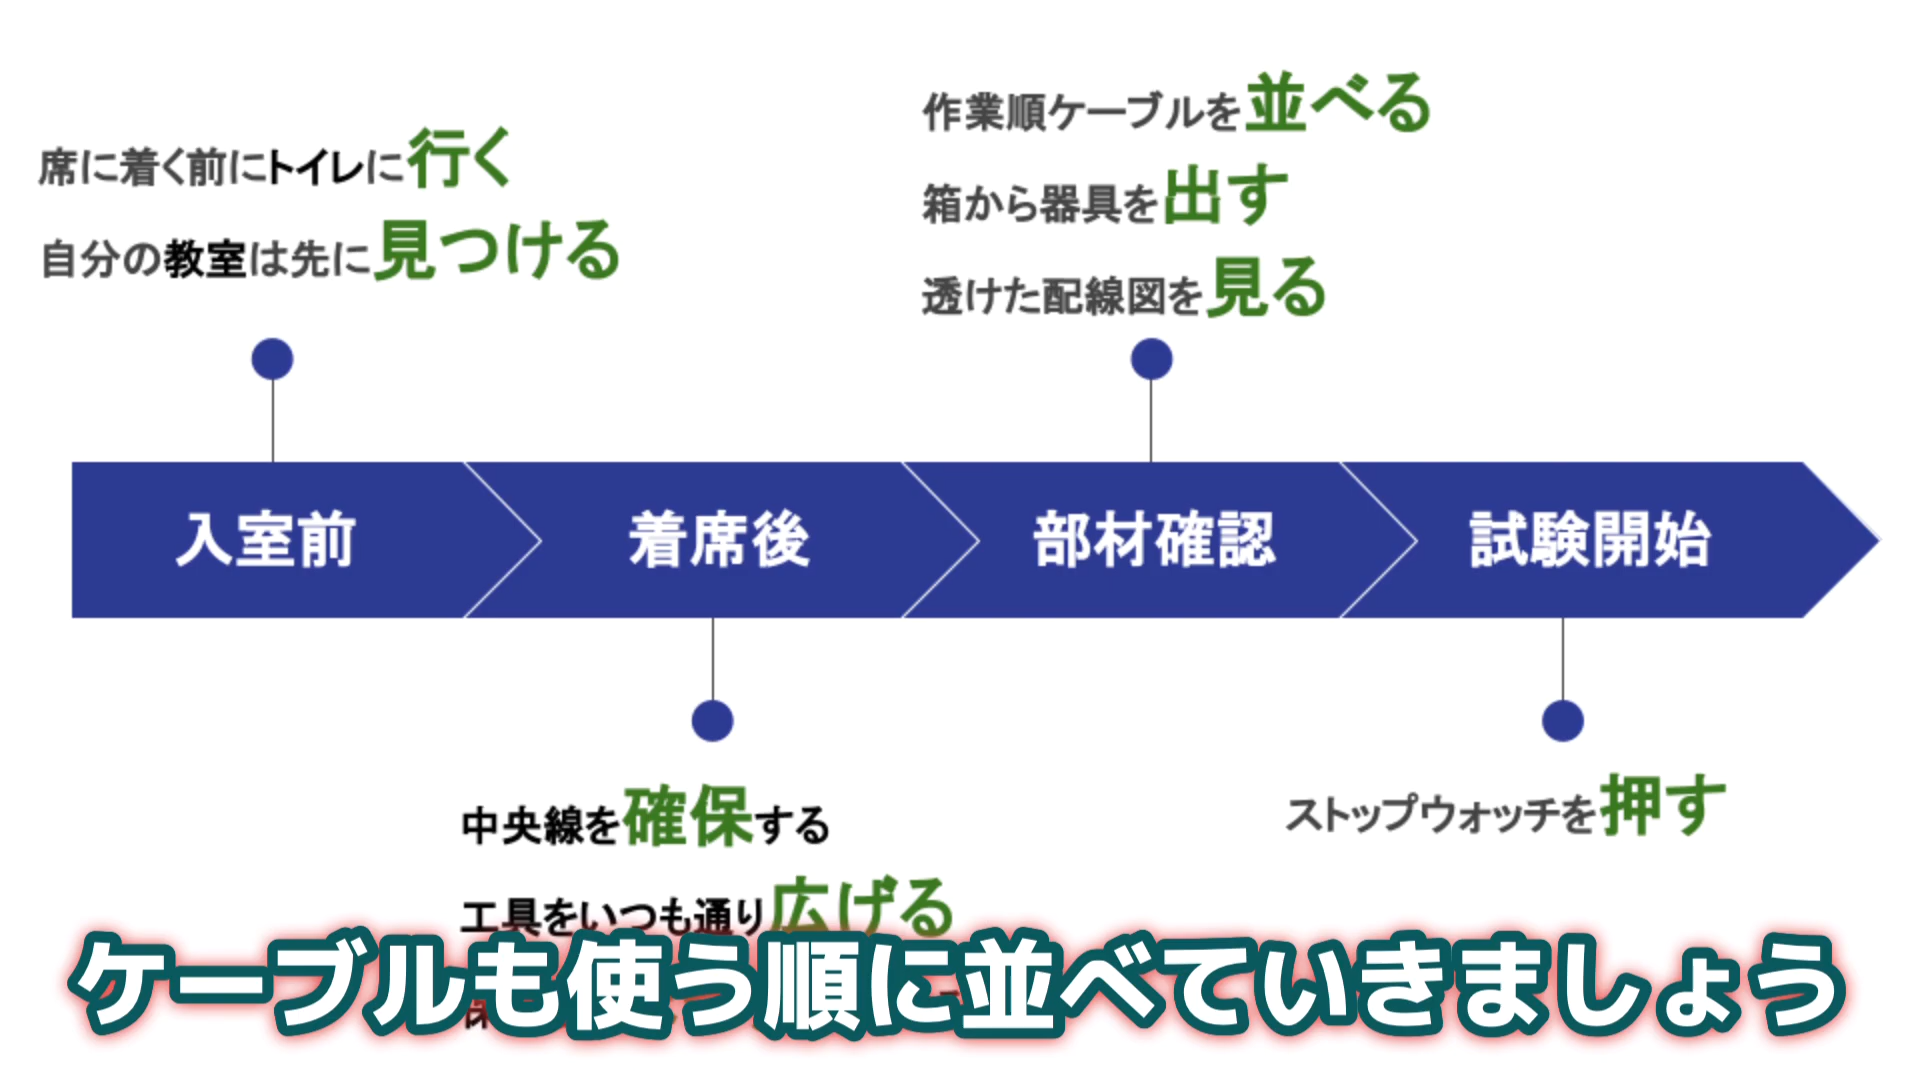 席に着く前にトイレに行く
自分の教室は先に見つける
作業順ケーブルを並べる
箱から器具を出す
透けた配線図を見る
入室前
着席後
部材確認
試験開始
中央線を確保する
工具をいつも通り広げる
ストップウォッチを押す
ケーブルも使う順に並べていきましょう